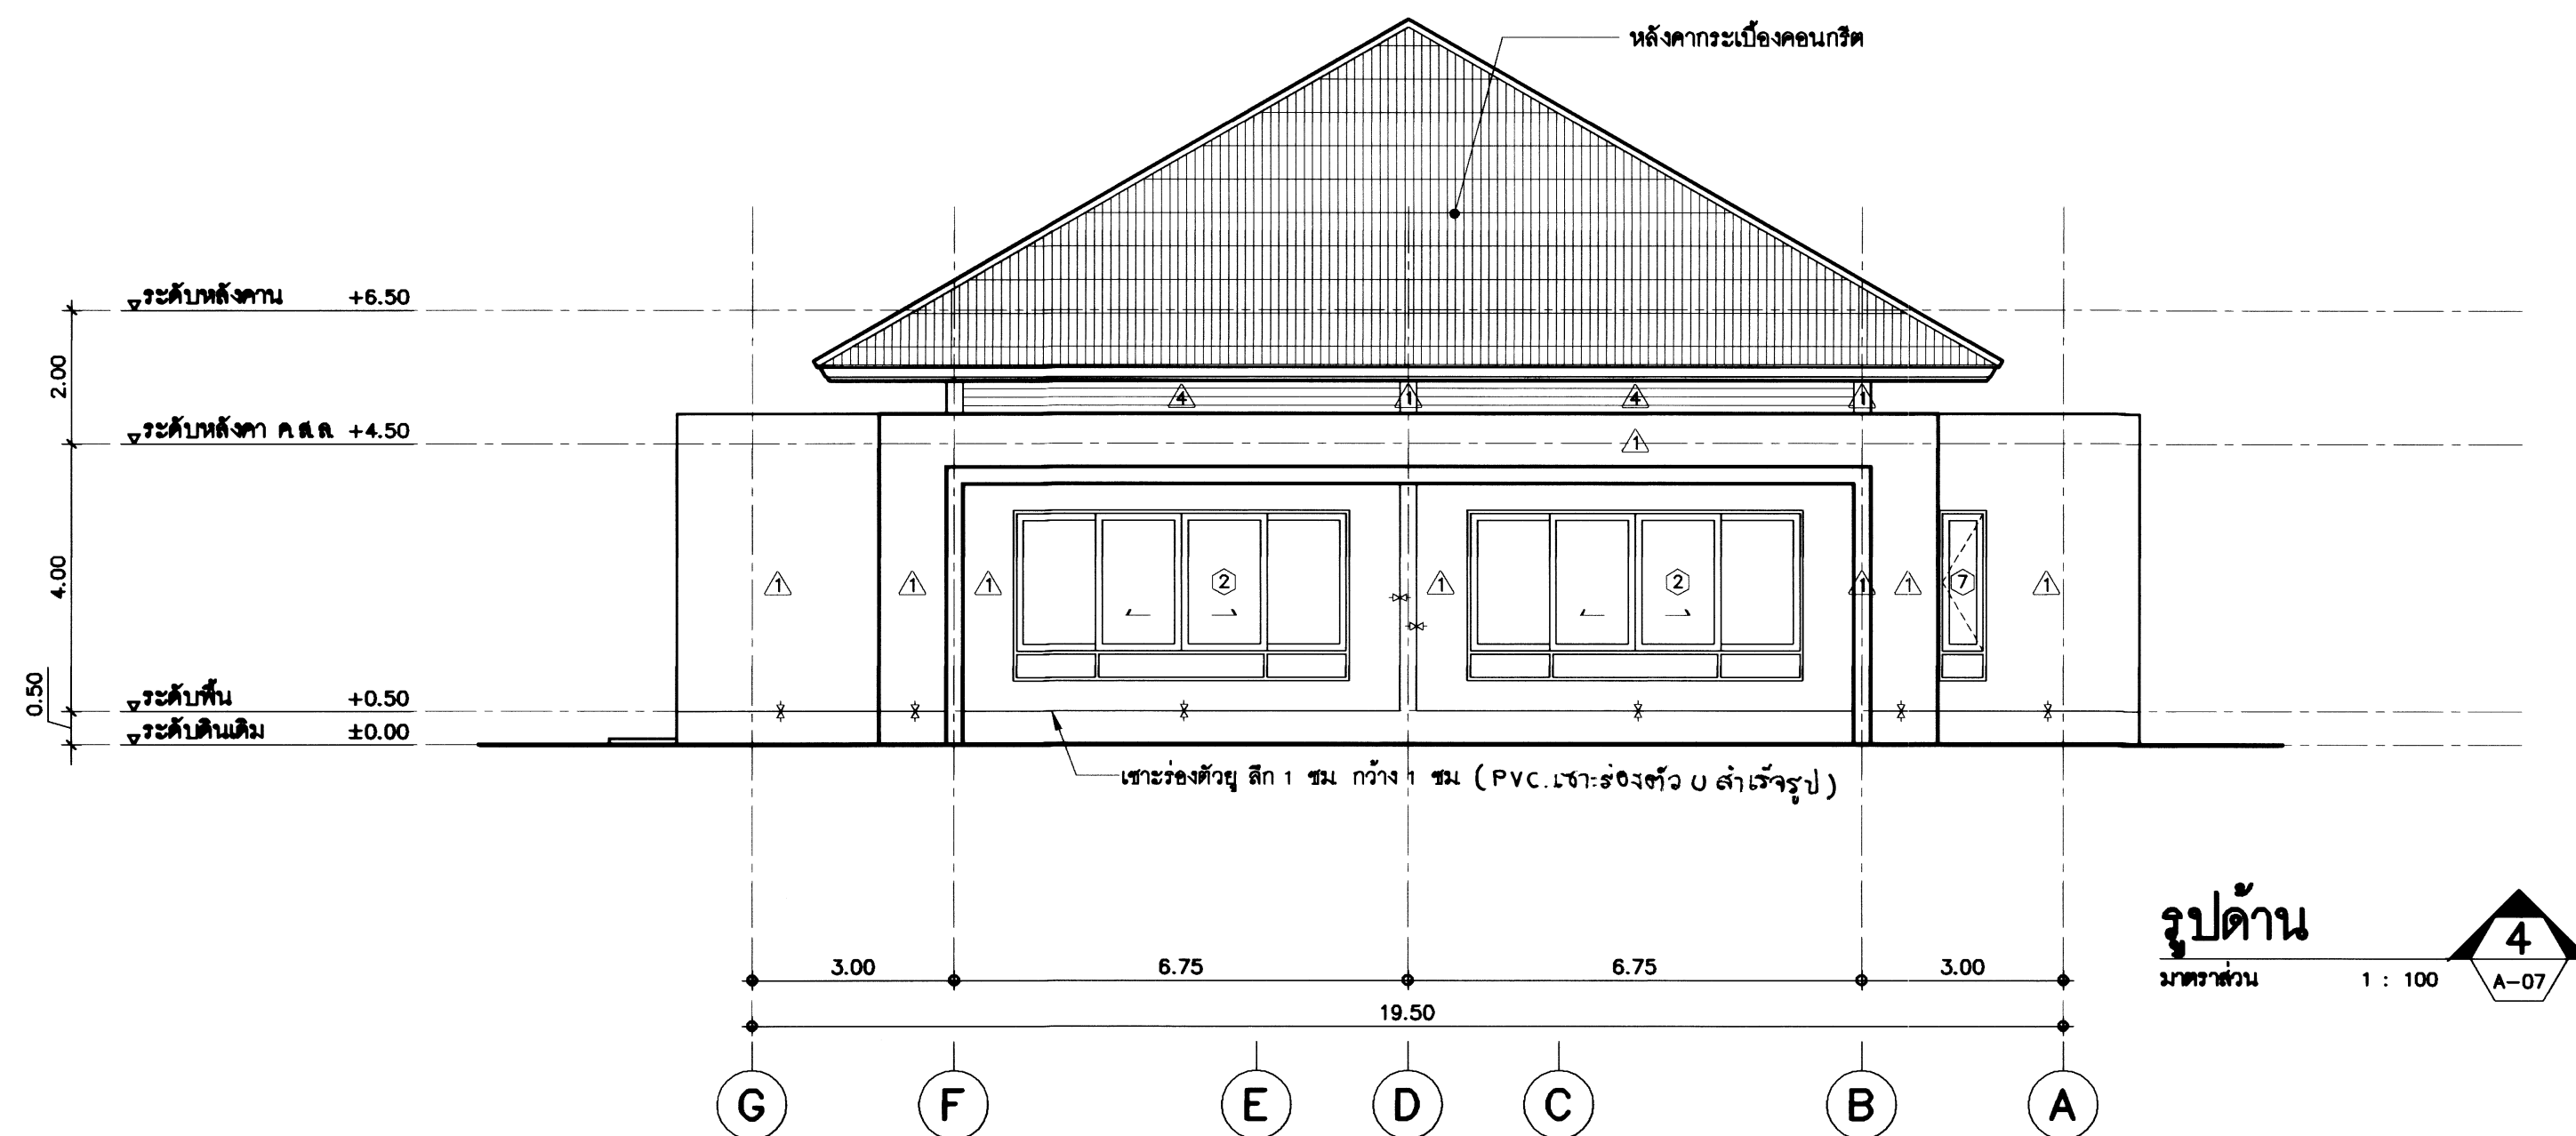 หลังคากระเบื้องคอนกรีต
ระดับหลังคาน +6.50
2.00
4
1
4
1
ระดับหลังคา ค.ส.ล. +4.50
1
4.00
1
1
1
2
1
2
1
1
7
1
0.50
ระดับพื้น +0.50
ระดับดินเดิม ±0.00
เซาะร่องตัวยู ลึก 1 ซม. กว้าง 1 ซม. (PVC.เซาะร่องตัว U สำเร็จรูป)
รูปด้าน 4
มาตราส่วน 1 : 100 A-07
3.00 6.75 6.75 3.00
19.50
G F E D C B A